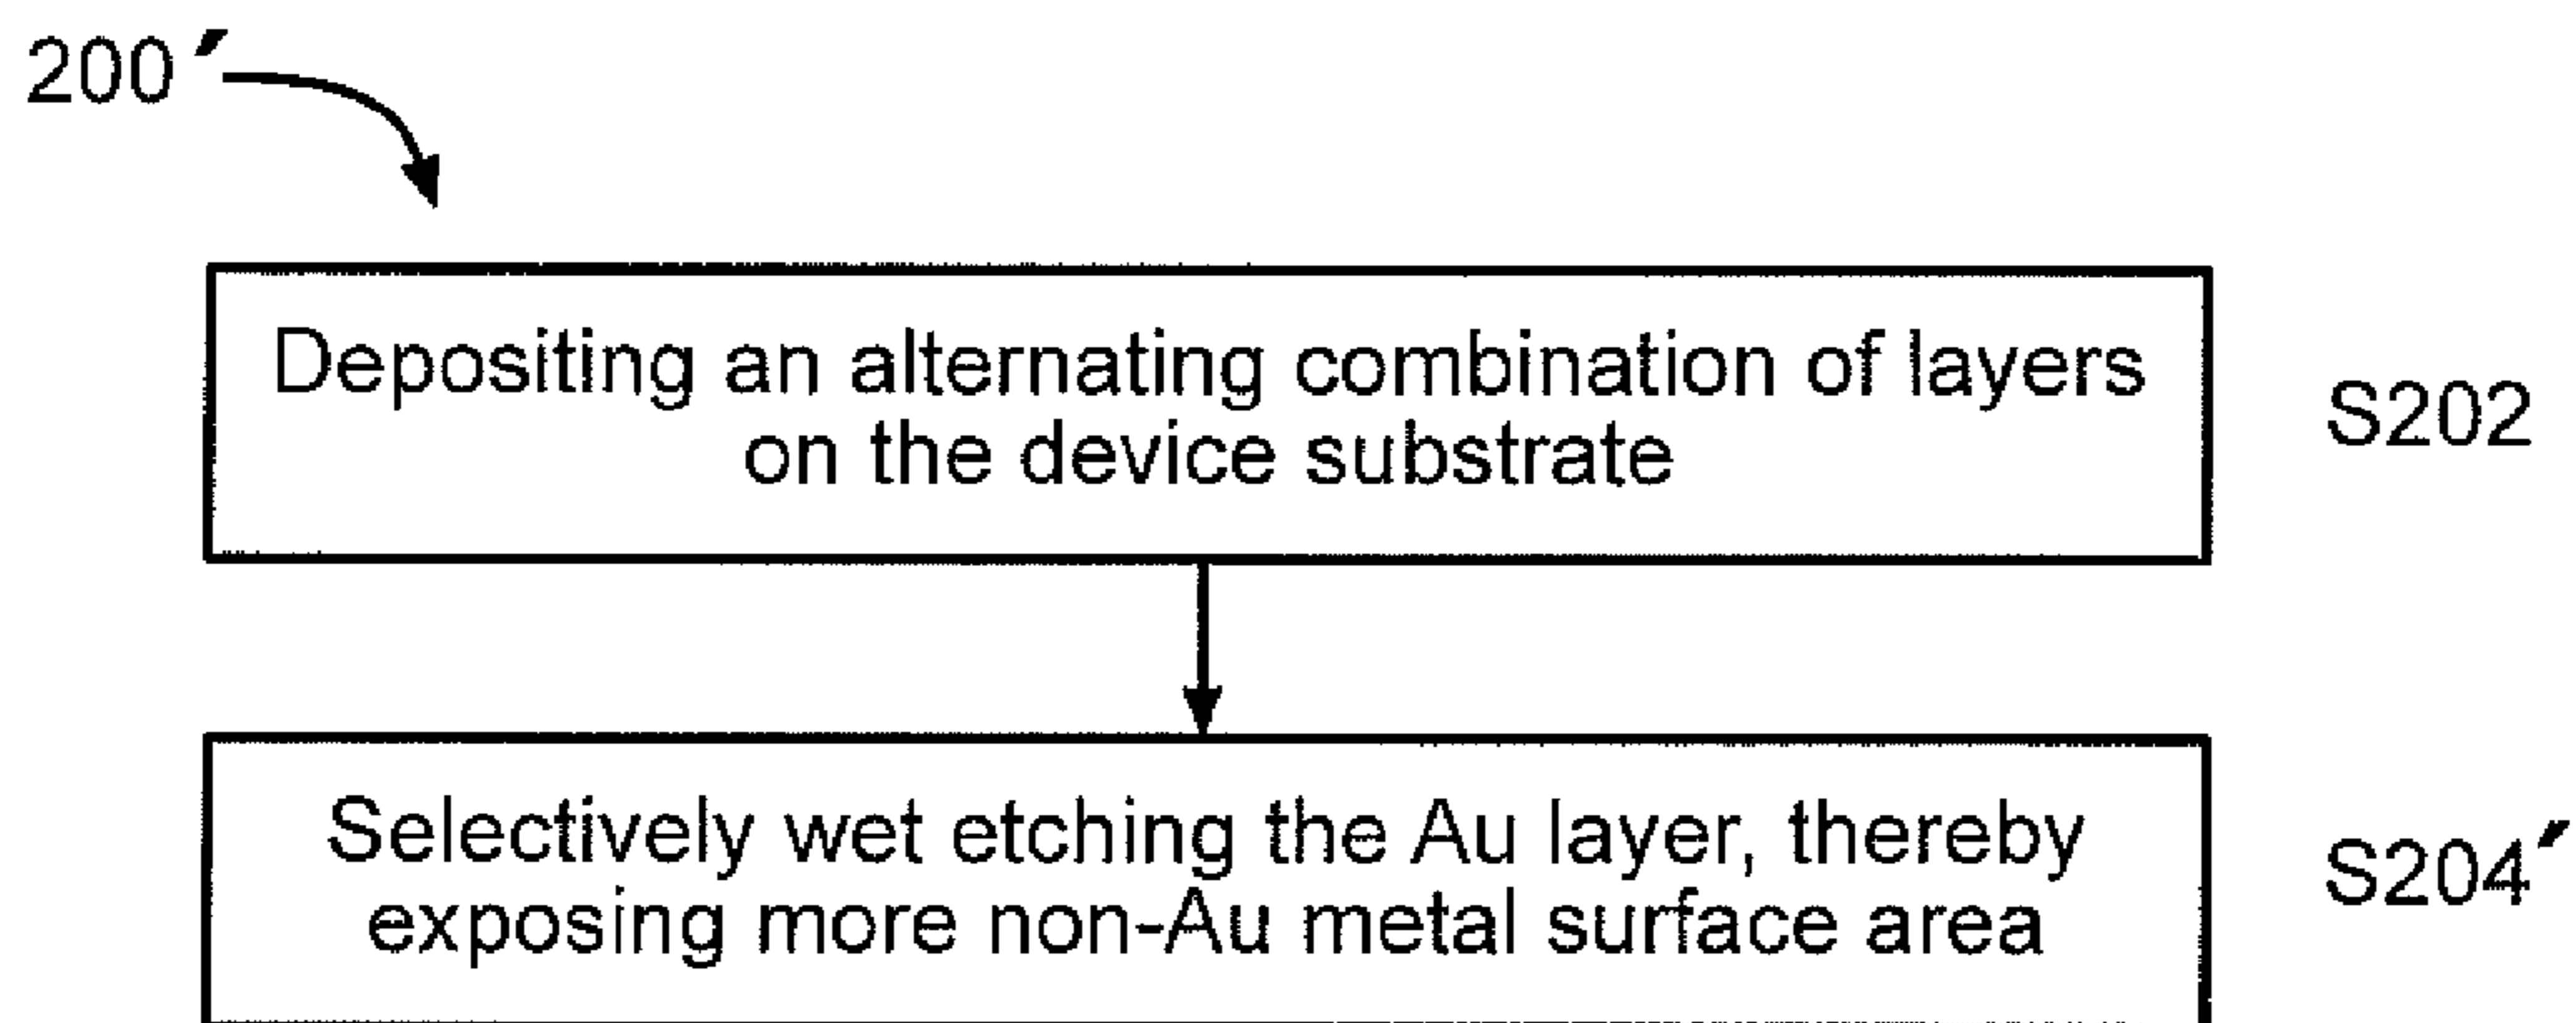 200′
Depositing an alternating combination of layers
on the device substrate
S202
Selectively wet etching the Au layer, thereby
exposing more non-Au metal surface area
S204′